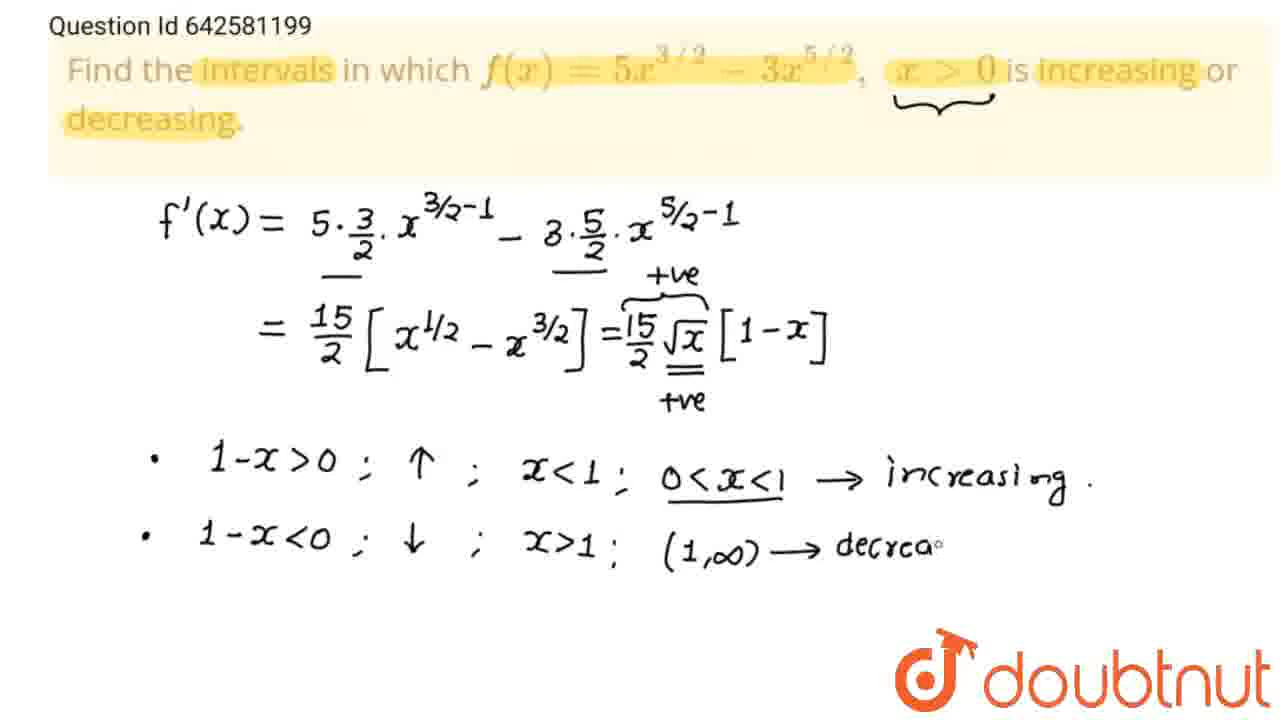 Question Id 642581199
Find the intervals in which f(x) = 5x^{3/2} − 3x^{5/2}, x > 0 is increasing or
decreasing.
f'(x) = 5·3/2·x^{3/2-1} − 3·5/2·x^{5/2-1}
+ve
= 15/2 [x^{1/2} − x^{3/2}] = 15/2 √x [1-x]
+ve
• 1-x>0 ; ↑ ; x<1 ; 0<x<1 → increasing.
• 1-x<0 ; ↓ ; x>1 ; (1,∞) → decrea
doubtnut